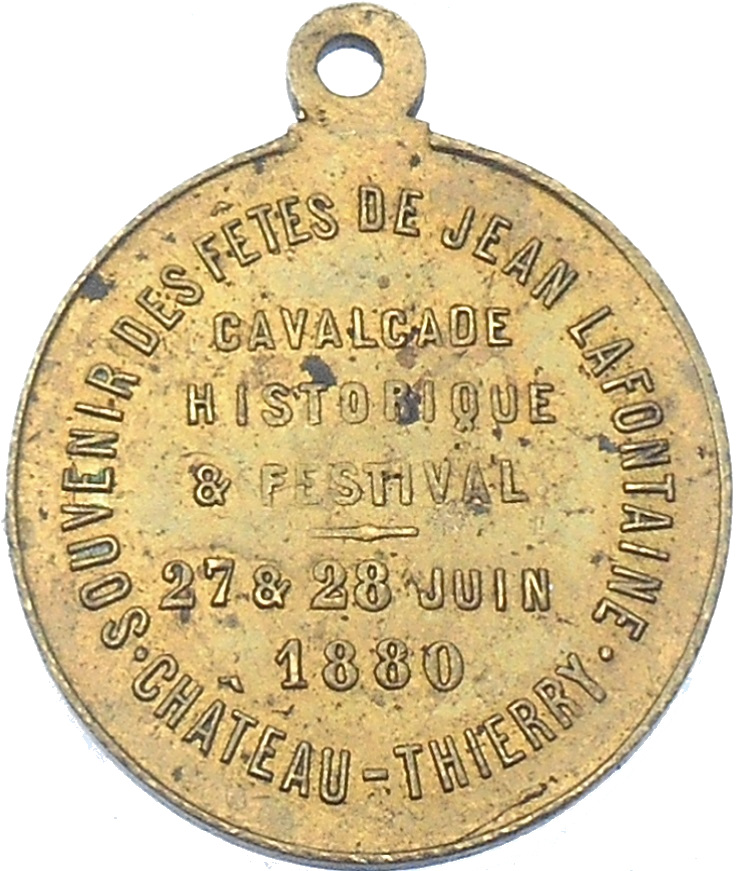 SOUVENIR DES FÊTES DE JEAN LAFONTAINE
CAVALCADE
HISTORIQUE
& FESTIVAL
27 & 28 JUIN
1880
·CHÂTEAU-THIERRY·